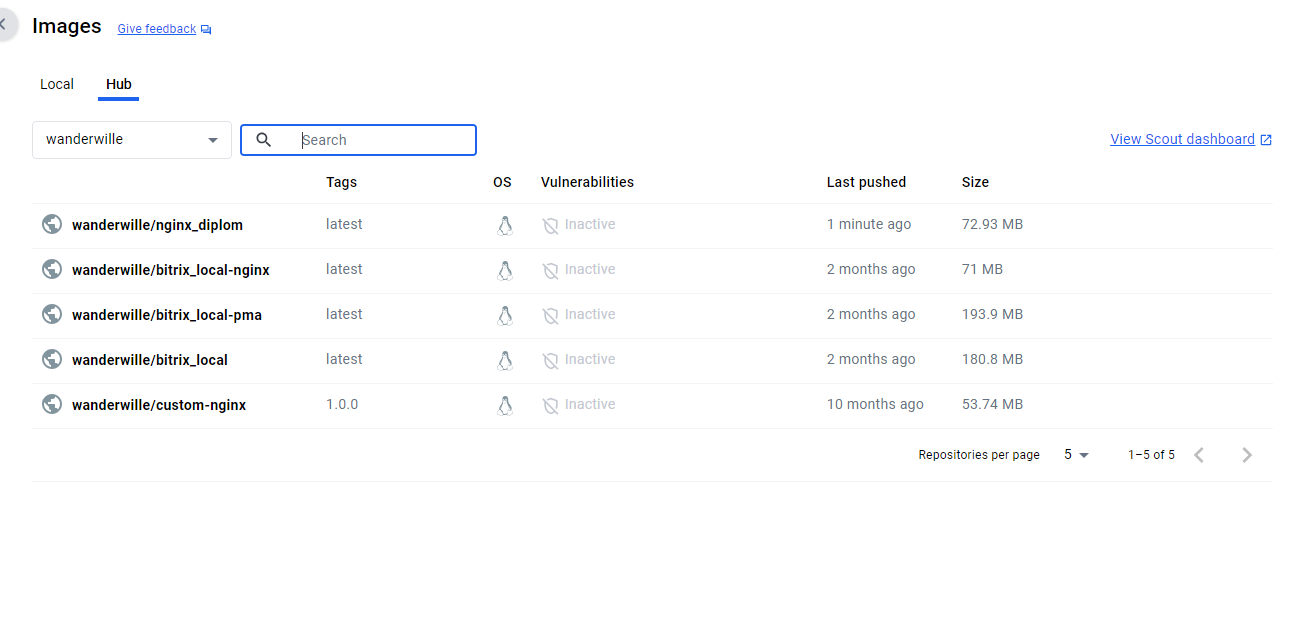 Images Give feedback
Local Hub
wanderwille Search View Scout dashboard
Tags OS Vulnerabilities Last pushed Size
wanderwille/nginx_diplom latest Inactive 1 minute ago 72.93 MB
wanderwille/bitrix_local-nginx latest Inactive 2 months ago 71 MB
wanderwille/bitrix_local-pma latest Inactive 2 months ago 193.9 MB
wanderwille/bitrix_local latest Inactive 2 months ago 180.8 MB
wanderwille/custom-nginx 1.0.0 Inactive 10 months ago 53.74 MB
Repositories per page 5 1–5 of 5